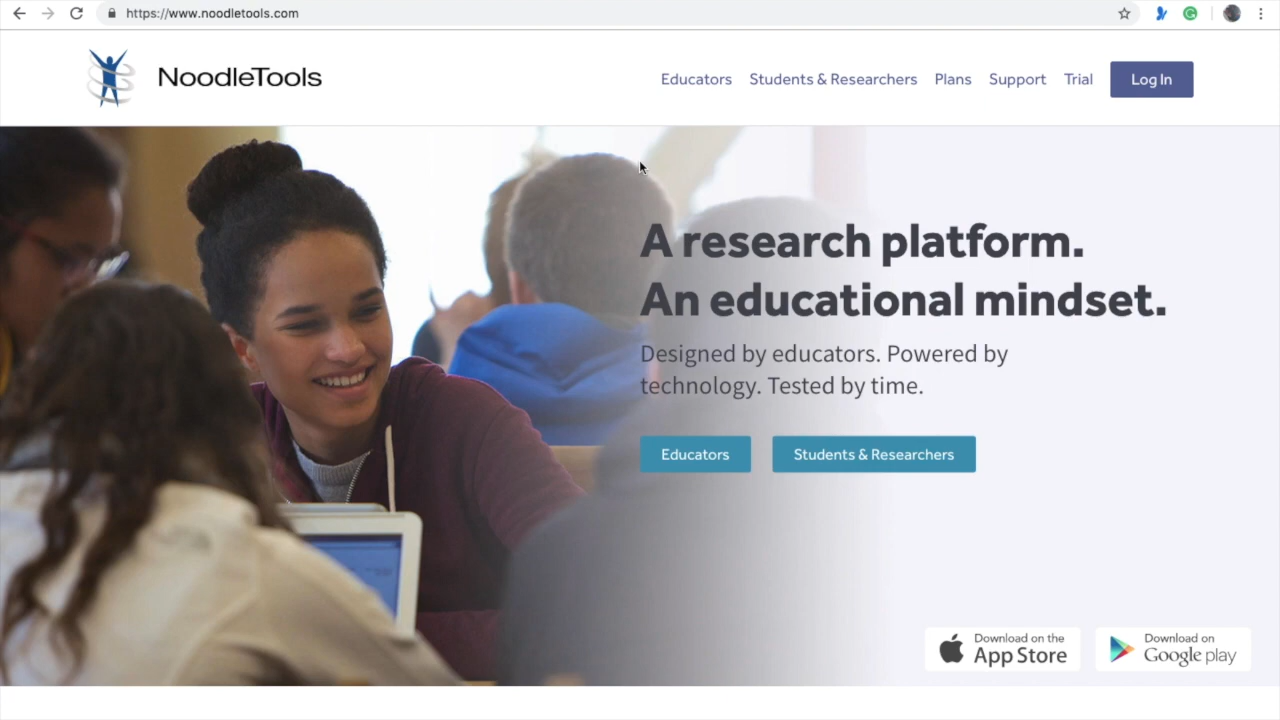 https://www.noodletools.com
NoodleTools
Educators Students & Researchers Plans Support Trial Log In
A research platform.
An educational mindset.
Designed by educators. Powered by
technology. Tested by time.
Educators Students & Researchers
Download on the
App Store
Download on
Google play